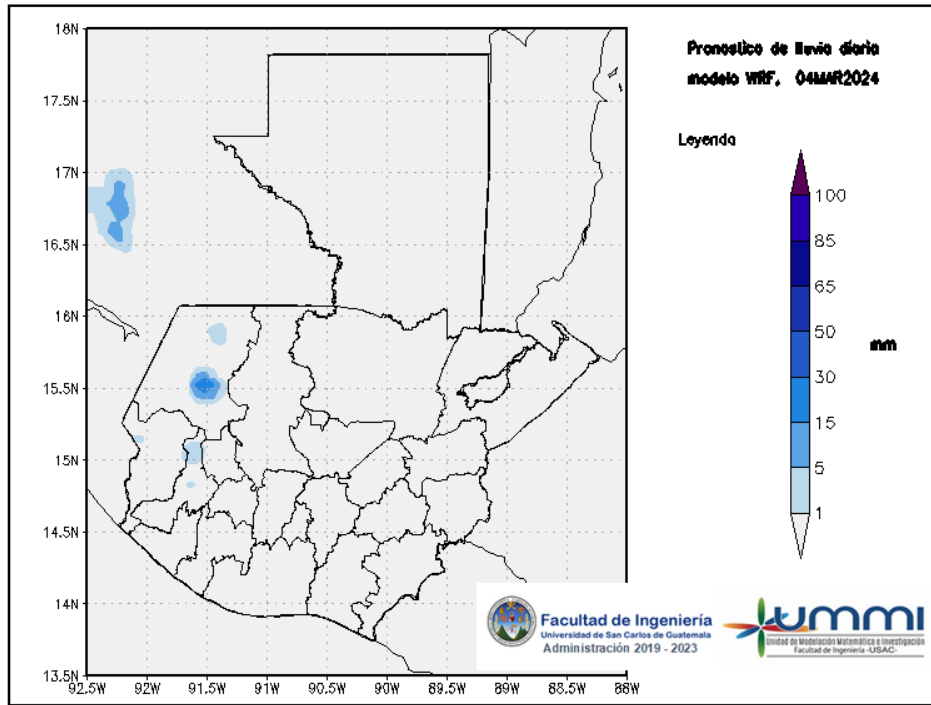 Pronostico de lluvia diaria
modelo WRF, 04MAR2024
Leyenda
100
85
65
50
30
15
5
1
mm
18N
17.5N
17N
16.5N
16N
15.5N
15N
14.5N
14N
13.5N
92.5W
92W
91.5W
91W
90.5W
90W
89.5W
89W
88.5W
88W
Facultad de Ingeniería
Universidad de San Carlos de Guatemala
Administración 2019 - 2023
ummi
Unidad de Modelación Matemática e Investigación
Facultad de Ingeniería -USAC-